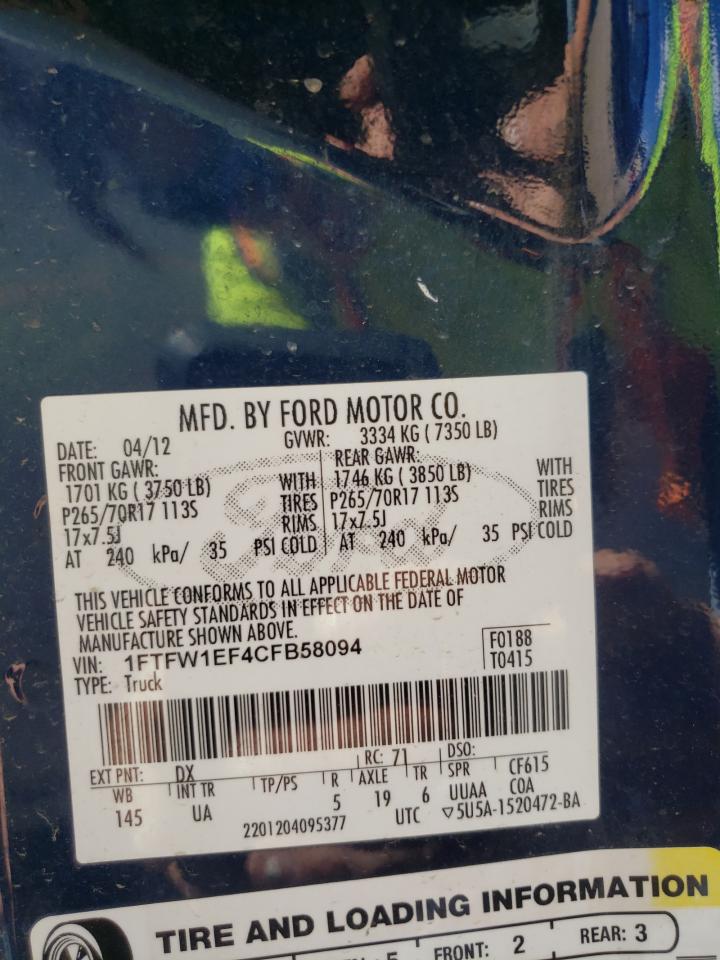 MFD. BY FORD MOTOR CO.
DATE: 04/12 GVWR: 3334 KG ( 7350 LB)
FRONT GAWR: REAR GAWR:
1701 KG ( 3750 LB) WITH 1746 KG ( 3850 LB) WITH
P265/70R17 113S TIRES P265/70R17 113S TIRES
17x7.5J RIMS 17x7.5J RIMS
AT 240 kPa/ 35 PSI COLD AT 240 kPa/ 35 PSI COLD
Ford
THIS VEHICLE CONFORMS TO ALL APPLICABLE FEDERAL MOTOR
VEHICLE SAFETY STANDARDS IN EFFECT ON THE DATE OF
MANUFACTURE SHOWN ABOVE.
VIN: 1FTFW1EF4CFB58094 F0188
TYPE: Truck T0415
EXT PNT: DX RC: 71 DSO:
WB INT TR TP/PS R AXLE TR SPR CF615
145 UA 5 19 6 UUAA COA
2201204095377 UTC ▽5U5A-1520472-BA
TIRE AND LOADING INFORMATION
FRONT: 2 REAR: 3